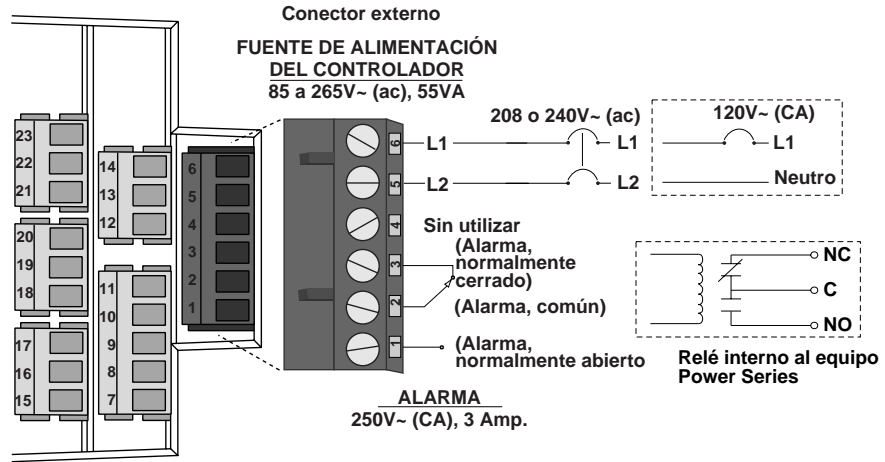 Conector externo
FUENTE DE ALIMENTACIÓN
DEL CONTROLADOR
85 a 265V~ (ac), 55VA
208 o 240V~ (ac)
120V~ (CA)
23
22
21
20
19
18
17
16
15
14
13
12
11
10
9
8
7
6
5
4
3
2
1
6
5
4
3
2
1
L1
L1
L1
L2
L2
Neutro
Sin utilizar
(Alarma,
normalmente
cerrado)
(Alarma, común)
(Alarma,
normalmente abierto
NC
C
NO
Relé interno al equipo
Power Series
ALARMA
250V~ (CA), 3 Amp.